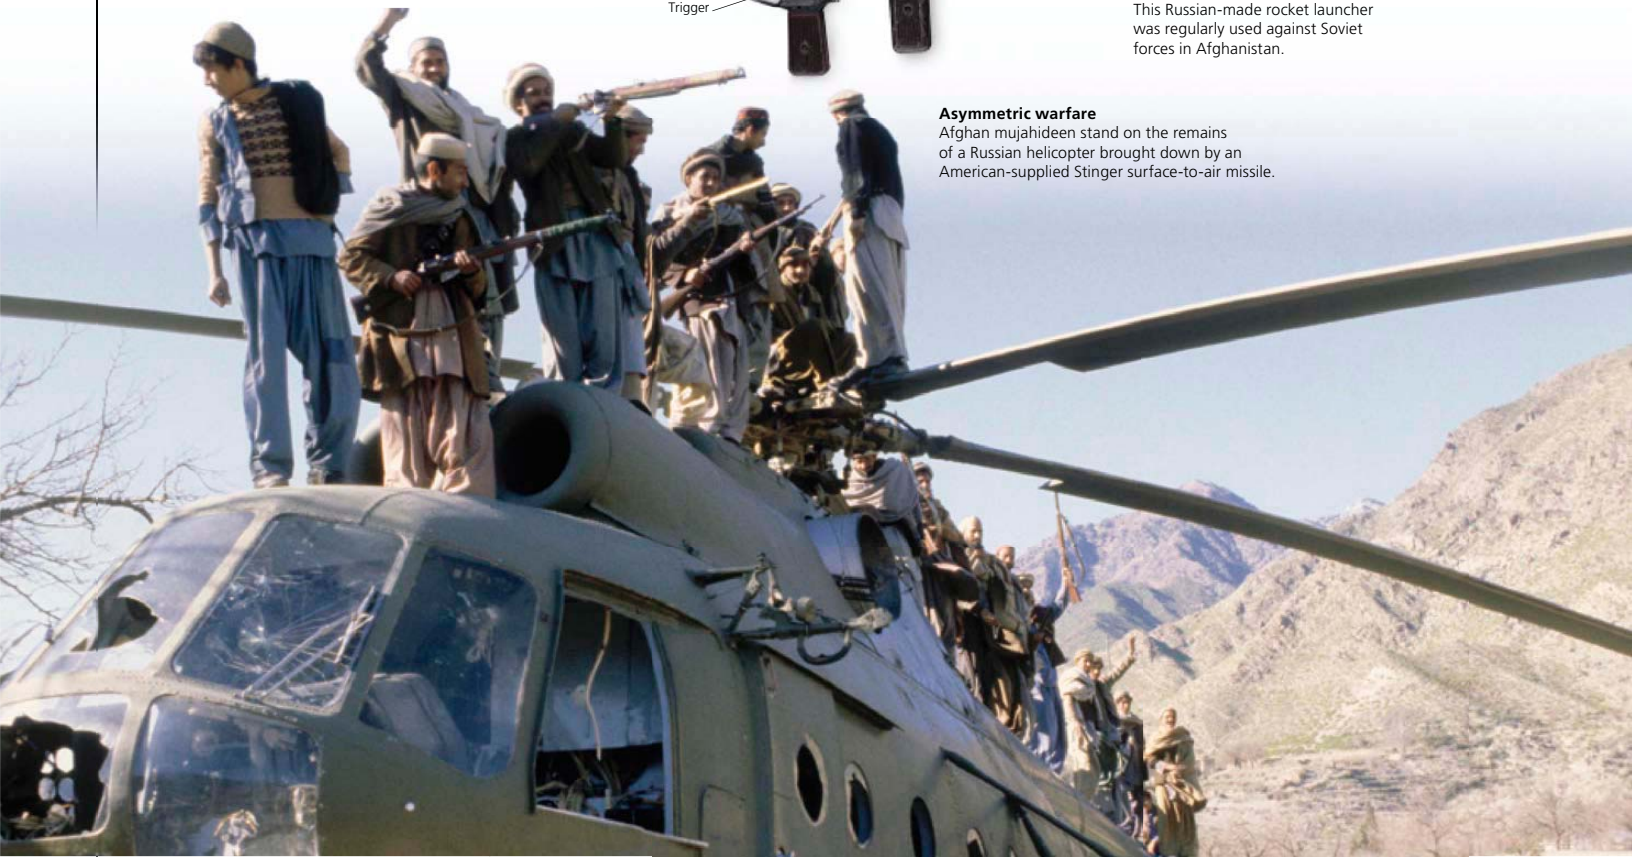 Trigger
This Russian-made rocket launcher
was regularly used against Soviet
forces in Afghanistan.
Asymmetric warfare
Afghan mujahideen stand on the remains
of a Russian helicopter brought down by an
American-supplied Stinger surface-to-air missile.